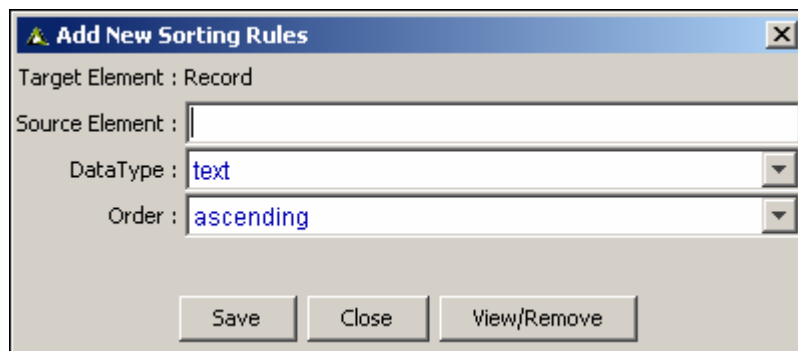 Add New Sorting Rules
Target Element : Record
Source Element :
DataType : text
Order : ascending
Save Close View/Remove